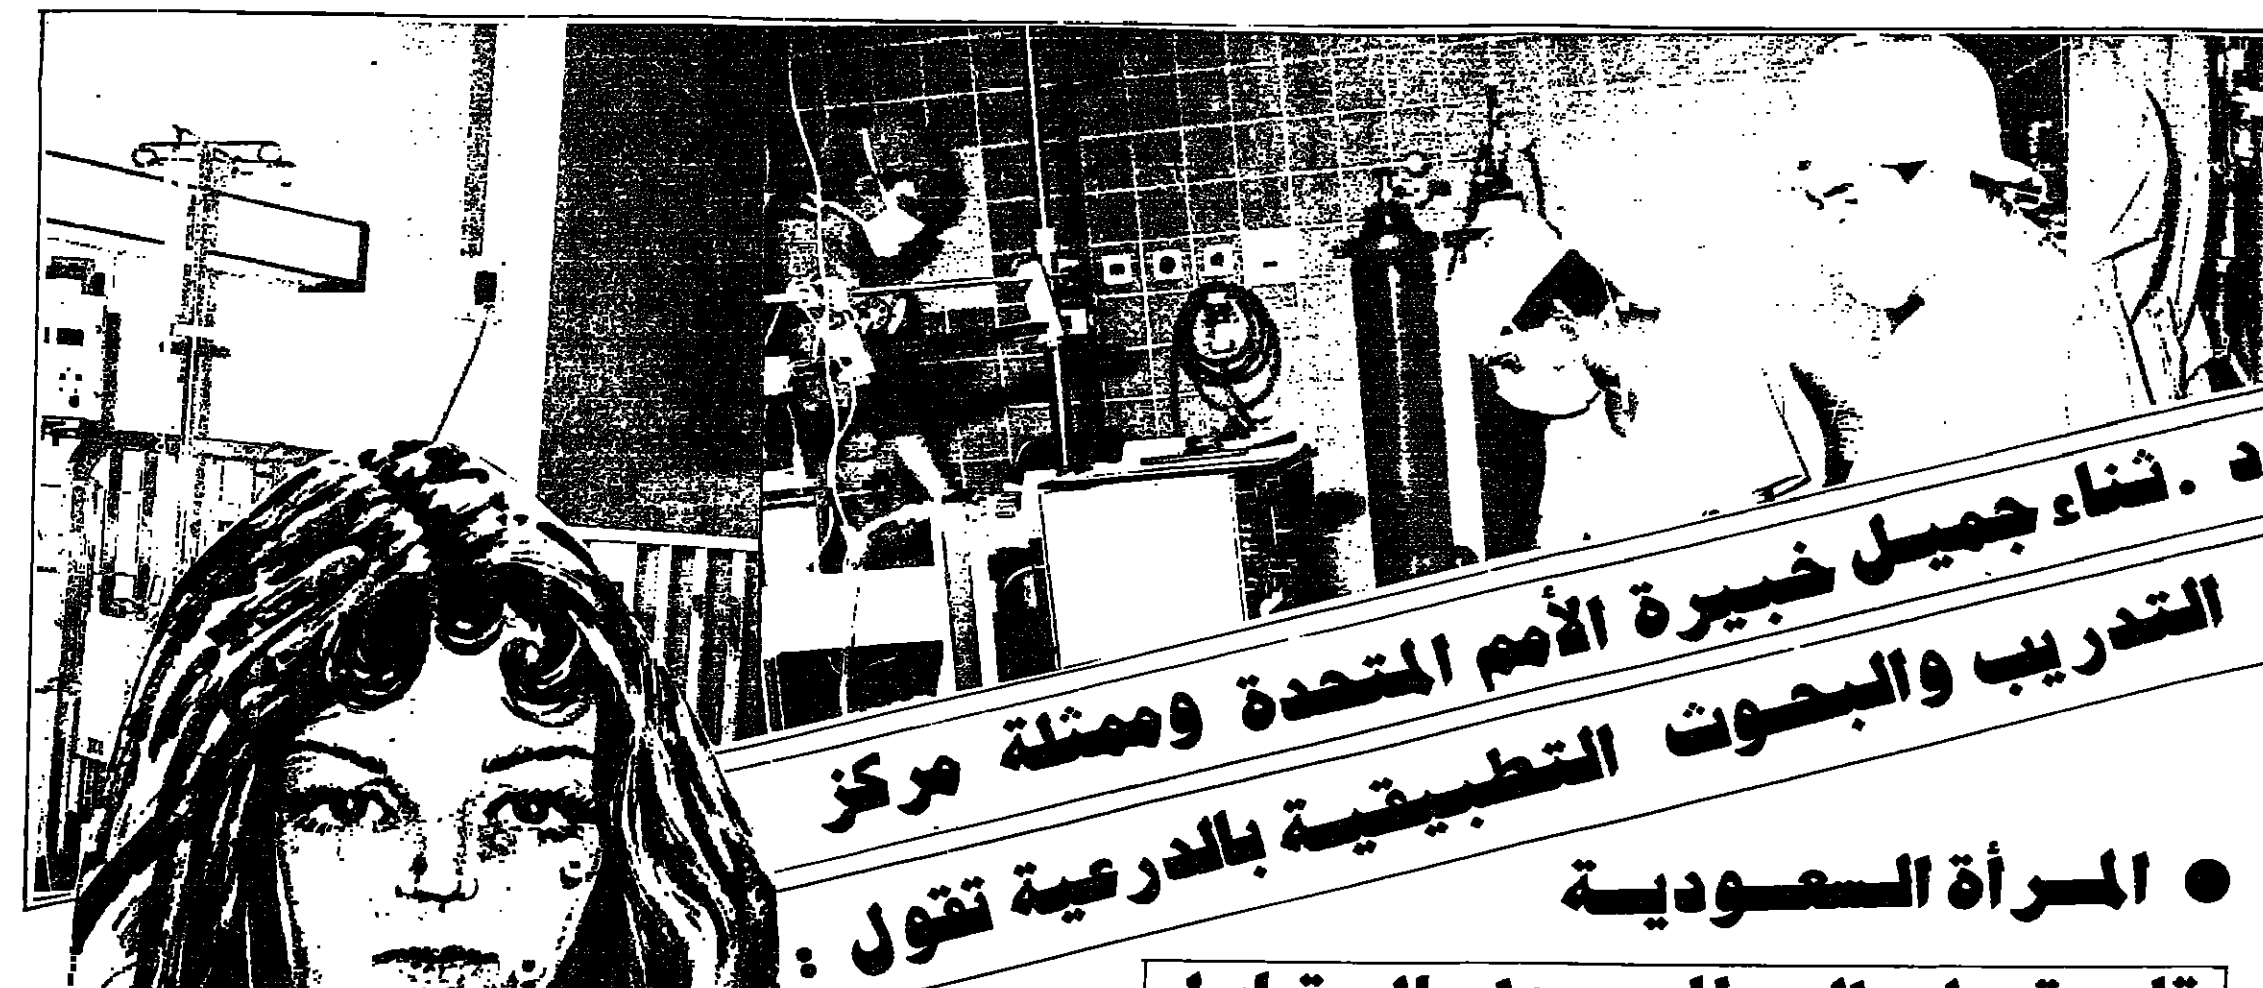 د . ثناء جميل خبيرة الأمم المتحدة وممثلة مركز
التدريب والبحوث التطبيقية بالدرعية تقول :
● المرأة السعودية